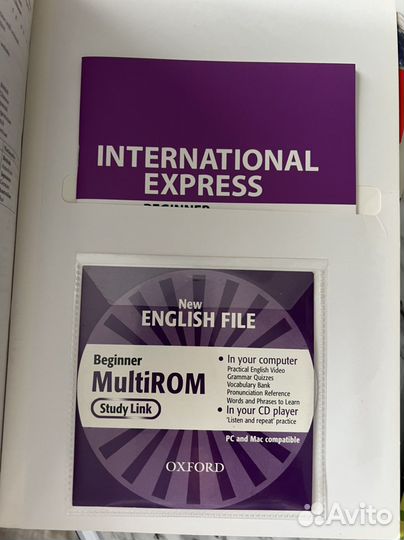 INTERNATIONAL
EXPRESS
BEGINNER
New
ENGLISH FILE
Beginner
MultiROM
Study Link
• In your computer
Practical English Video
Grammar Quizzes
Vocabulary Bank
Pronunciation Reference
Words and Phrases to Learn
• In your CD player
'Listen and repeat' practice
PC and Mac compatible
OXFORD
Avito